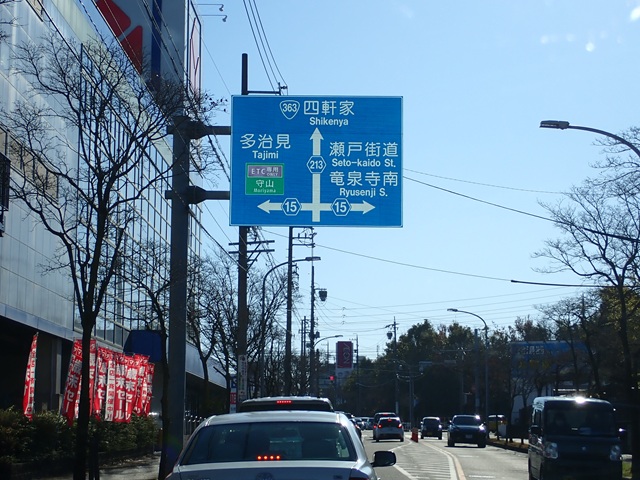 363 四軒家
Shikenya
多治見
Tajimi
ETC専用
守山
Moriyama
213
瀬戸街道
Seto-kaido St.
竜泉寺南
Ryusenji S.
15
15